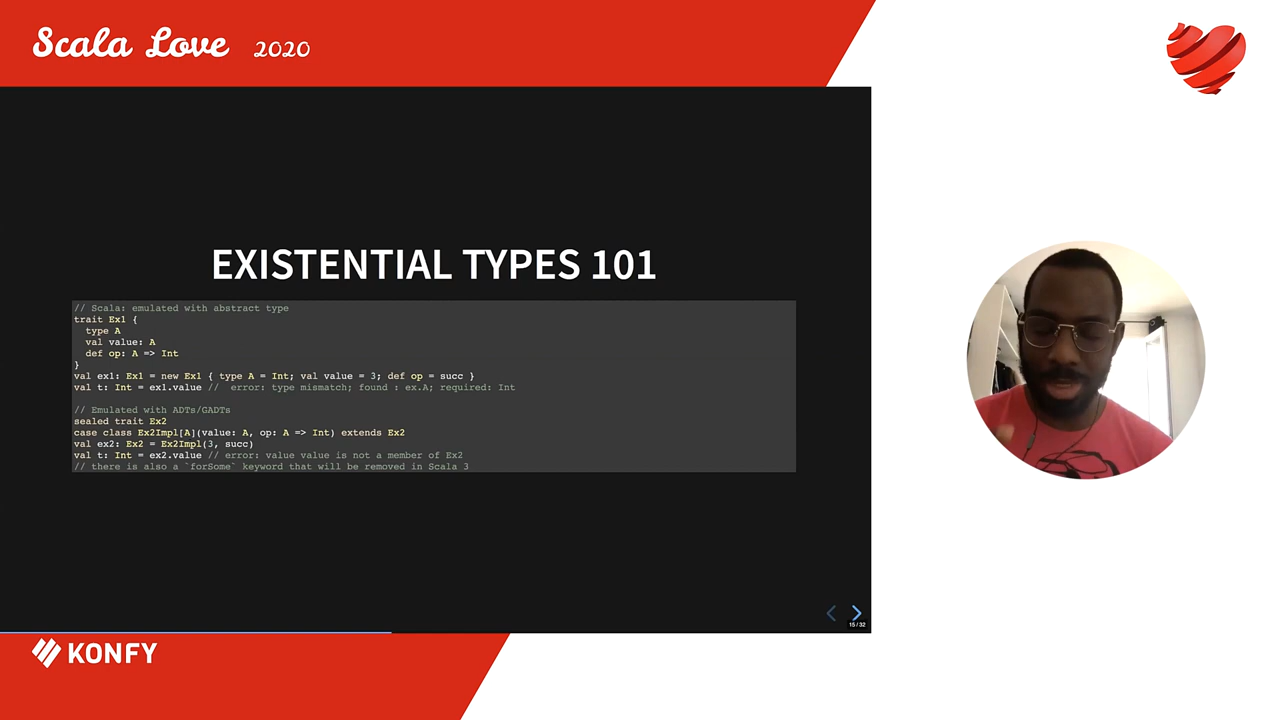 Scala Love 2020
EXISTENTIAL TYPES 101
// Scala: emulated with abstract type
trait Ex1 {
  type A
  val value: A
  def op: A => Int
}
val ex1: Ex1 = new Ex1 { type A = Int; val value = 3; def op = succ }
val t: Int = ex1.value //  error: type mismatch; found : ex.A; required: Int
// Emulated with ADTs/GADTs
sealed trait Ex2
case class Ex2Impl[A](value: A, op: A => Int) extends Ex2
val ex2: Ex2 = Ex2Impl(3, succ)
val t: Int = ex2.value // error: value value is not a member of Ex2
// there is also a `forSome` keyword that will be removed in Scala 3
15 / 32
KONFY